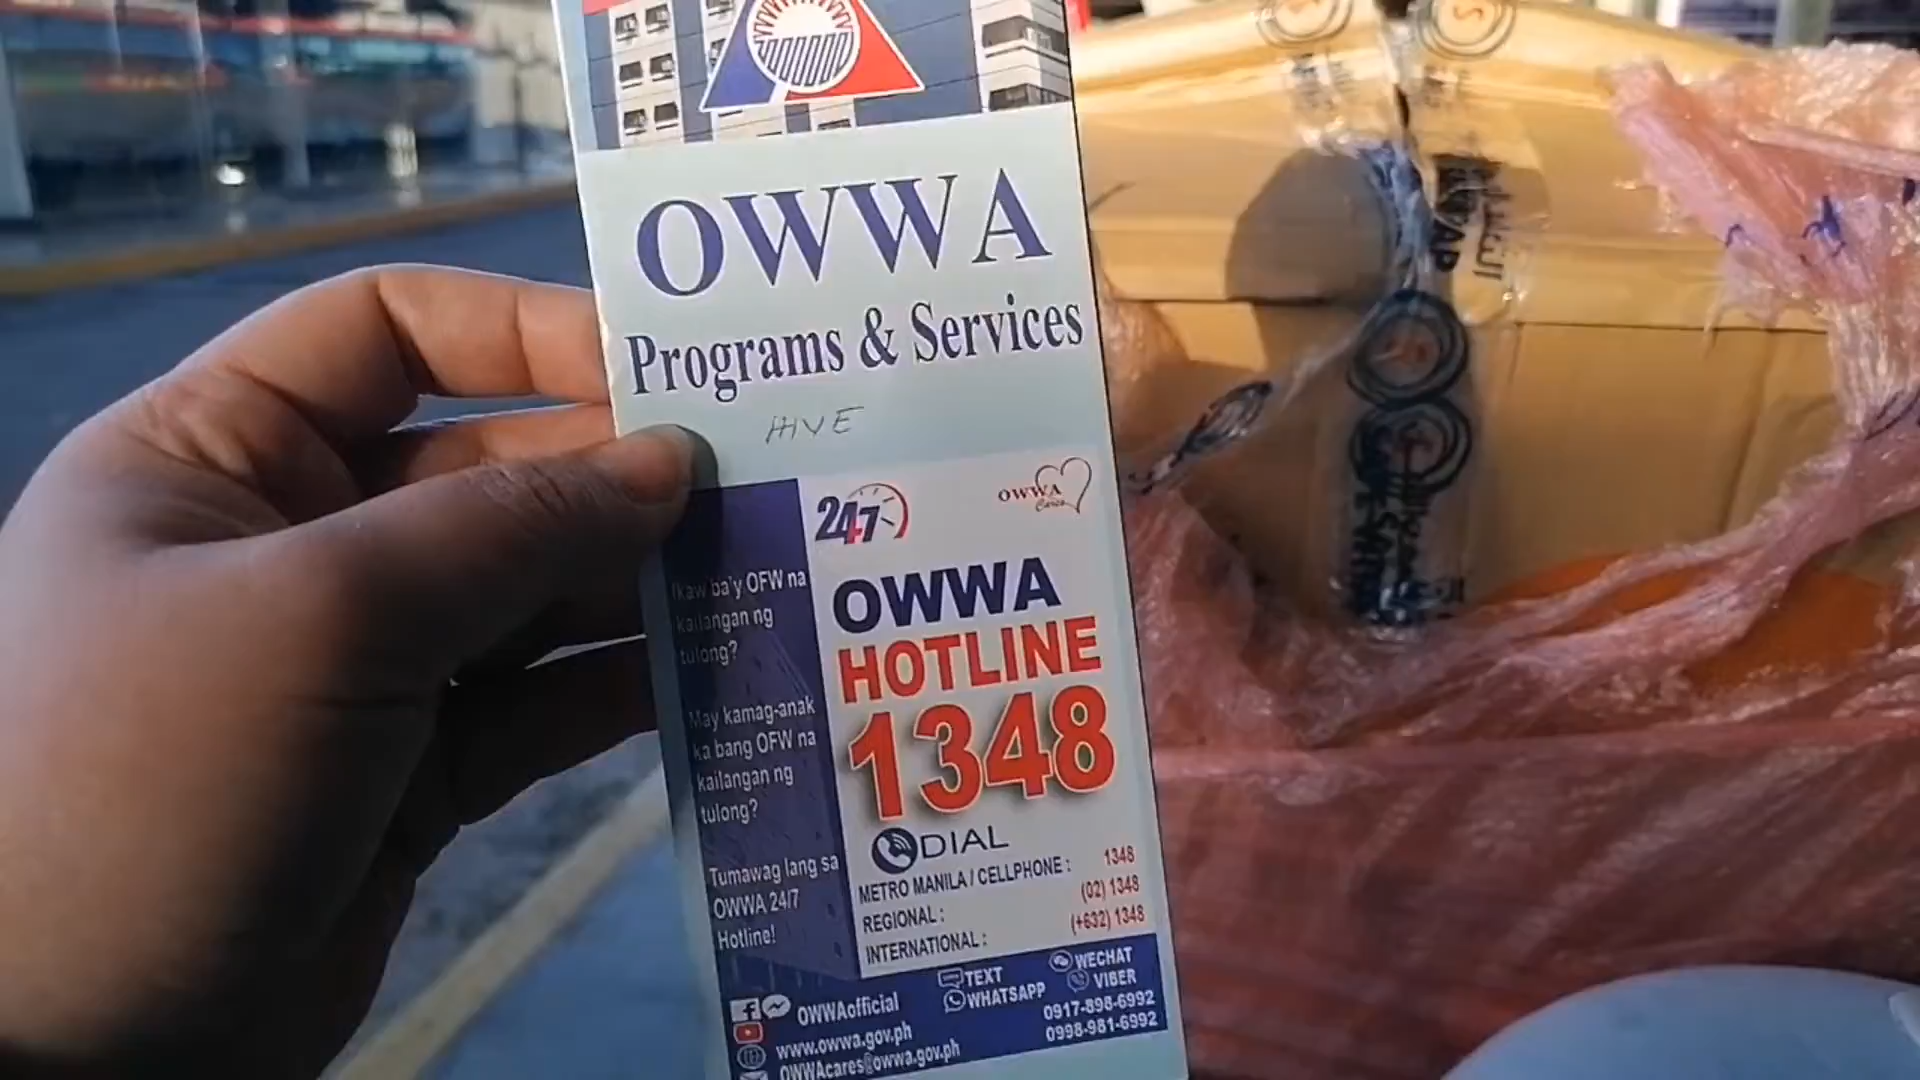 OWWA
Programs & Services
HIVE
24/7
OWWA
Cares
Ikaw ba'y OFW na
kailangan ng
tulong?
May kamag-anak
ka bang OFW na
kailangan ng
tulong?
Tumawag lang sa
OWWA 24/7
Hotline!
OWWA
HOTLINE
1348
DIAL
METRO MANILA / CELLPHONE : 1348
REGIONAL : (02) 1348
INTERNATIONAL : (+632) 1348
OWWAofficial
www.owwa.gov.ph
OWWAcares@owwa.gov.ph
TEXT
WHATSAPP
WECHAT
VIBER
0917-898-6992
0998-981-6992